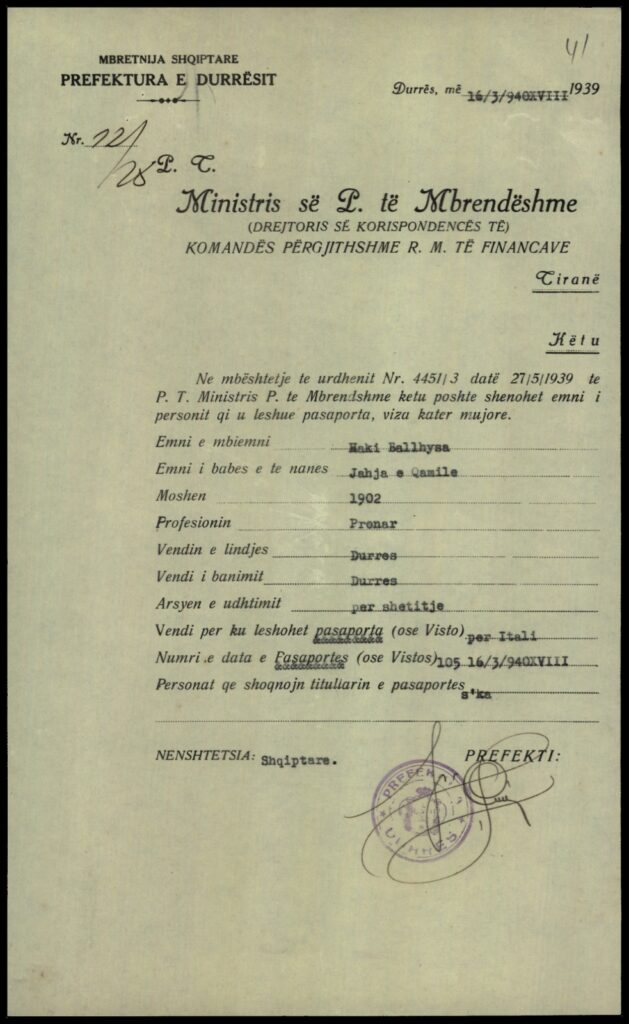 41
MBRETNIJA SHQIPTARE
PREFEKTURA E DURRËSIT
Durrës, më 16/3/940XVIII 1939
Nr. 121/28
P. T.
Ministris së P. të Mbrendëshme
(DREJTORIS SË KORISPONDENCËS TË)
KOMANDËS PËRGJITHSHME R. M. TË FINANCAVE
Tiranë
Këtu
Ne mbështetje te urdhenit Nr. 4451/3 datë 27/5/1939 te
P. T. Ministris P. te Mbrendshme ketu poshte shenohet emni i
personit qi u leshue pasaporta, viza kater mujore.
Emni e mbiemni Haki Ballhysa
Emni i babes e te nanes Jahja e Qamile
Moshen 1902
Profesionin Pronar
Vendin e lindjes Durres
Vendi i banimit Durres
Arsyen e udhtimit per shetitje
Vendi per ku leshohet pasaporta (ose Visto) per Itali
Numri e data e Pasaportes (ose Vistos) 105 16/3/940XVIII
Personat qe shoqnojn titullarin e pasaportes s'ka
NENSHTETSIA: Shqiptare. PREFEKTI: